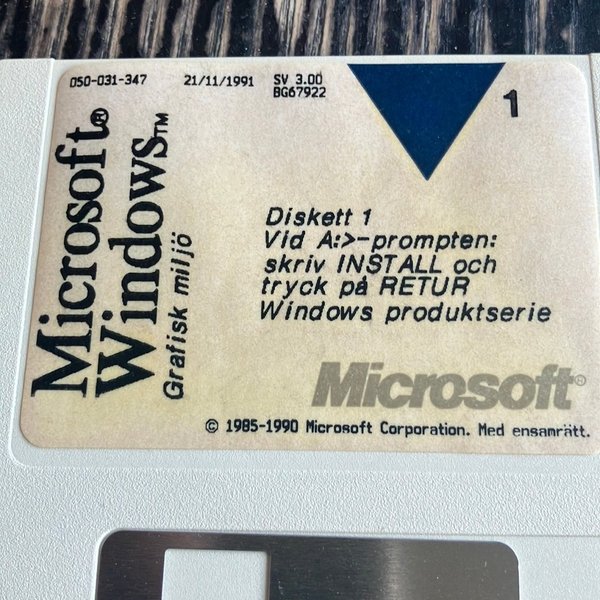 050-031-347 21/11/1991 SV 3.00
BG67922
1
Microsoft®
Windows™
Grafisk miljö
Diskett 1
Vid A:>-prompten:
skriv INSTALL och
tryck på RETUR
Windows produktserie
Microsoft®
© 1985-1990 Microsoft Corporation. Med ensamrätt.